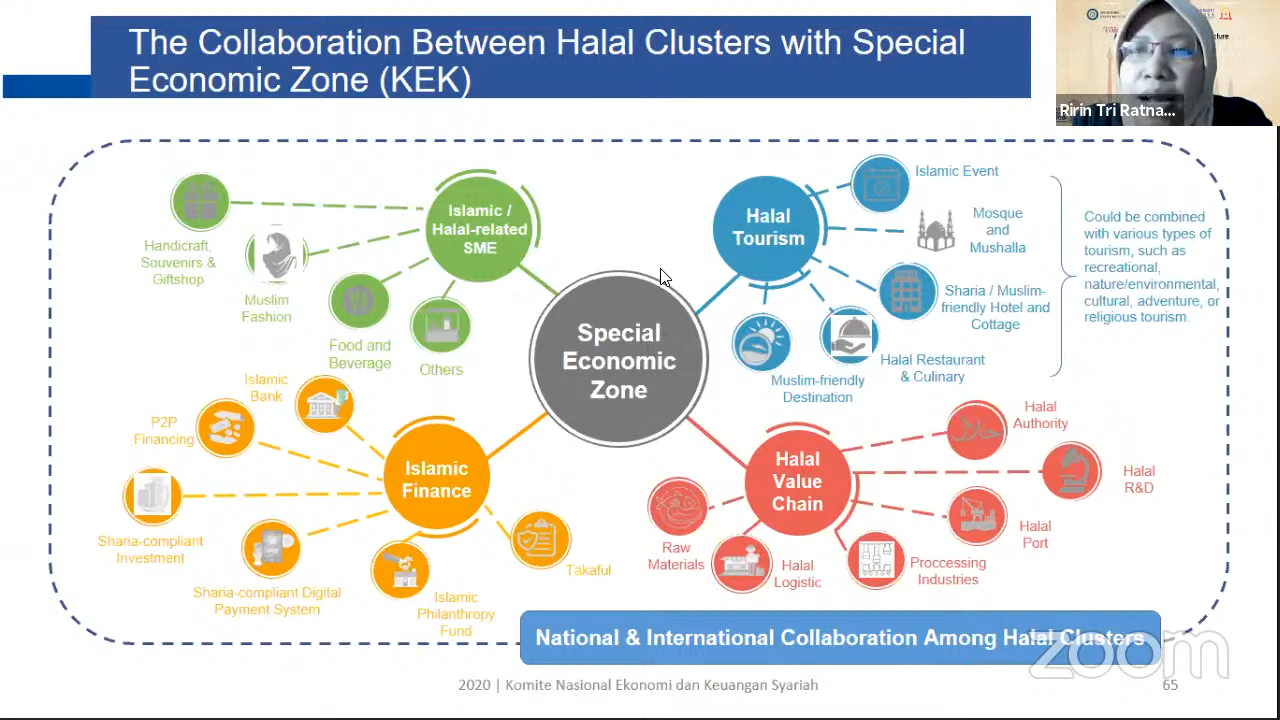 The Collaboration Between Halal Clusters with Special
Economic Zone (KEK)
Ririn Tri Ratna...
Islamic /
Halal-related
SME
Handicraft,
Souvenirs &
Giftshop
Muslim
Fashion
Food and
Beverage
Others
Halal
Tourism
Islamic Event
Mosque
and
Mushalla
Sharia / Muslim-
friendly Hotel and
Cottage
Halal Restaurant
& Culinary
Muslim-friendly
Destination
Could be combined
with various types of
tourism, such as
recreational,
nature/environmental,
cultural, adventure, or
religious tourism.
Special
Economic
Zone
Islamic
Finance
Islamic
Bank
P2P
Financing
Sharia-compliant
Investment
Sharia-compliant Digital
Payment System
Islamic
Philanthropy
Fund
Takaful
Halal
Value
Chain
Halal
Authority
حلال
Halal
R&D
Halal
Port
Proccessing
Industries
Halal
Logistic
Raw
Materials
National & International Collaboration Among Halal Clusters
zoom
2020 | Komite Nasional Ekonomi dan Keuangan Syariah
65